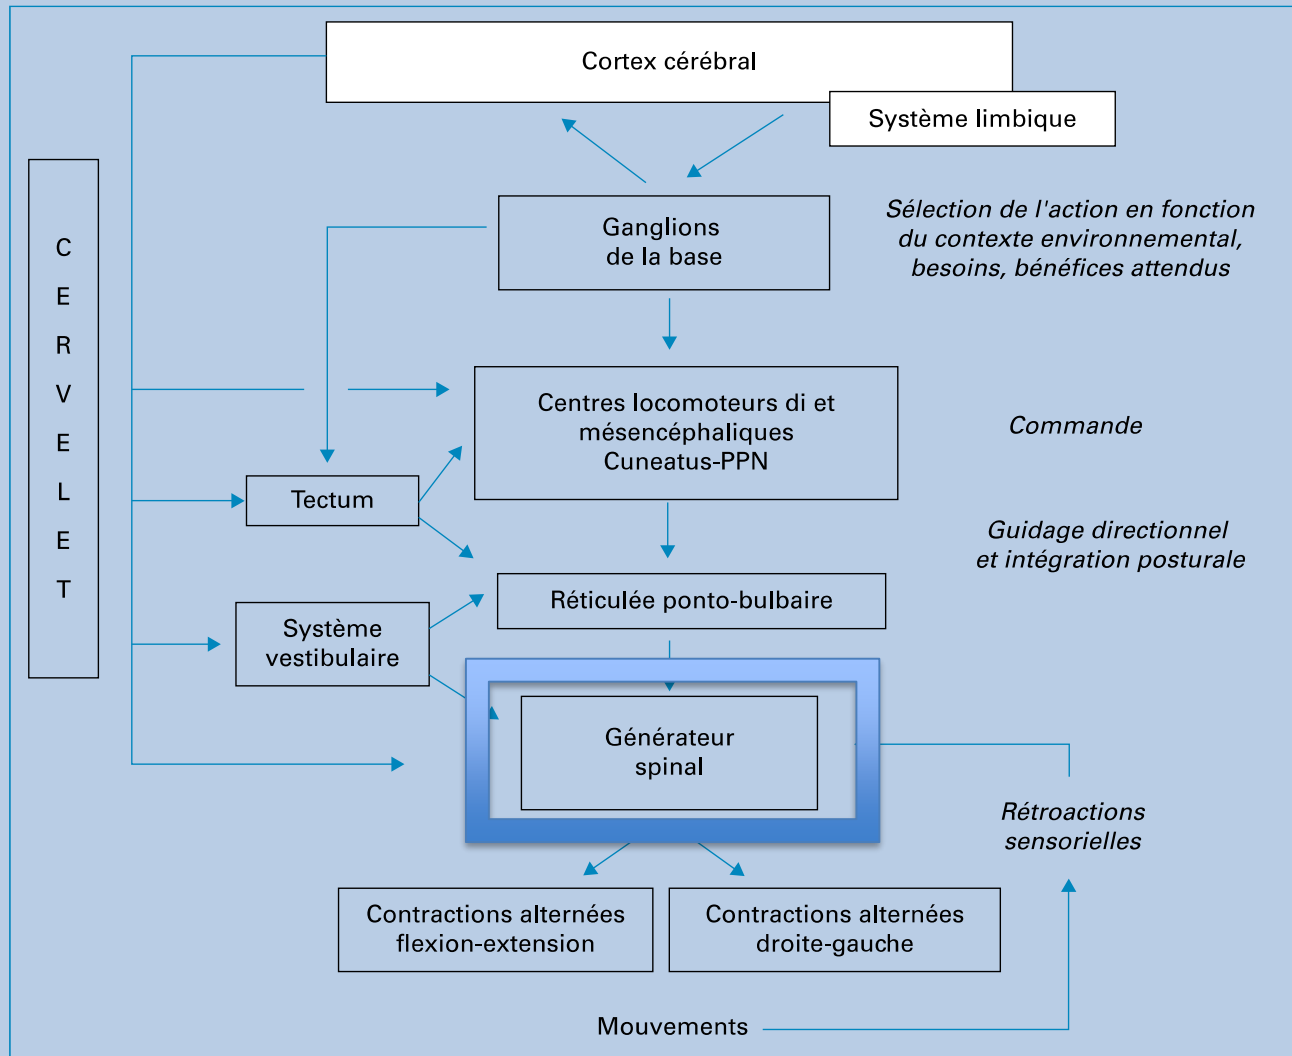 Cortex cérébral
Système limbique
CERVELET
Ganglions
de la base
Sélection de l'action en fonction
du contexte environnemental,
besoins, bénéfices attendus
Centres locomoteurs di et
mésencéphaliques
Cuneatus-PPN
Commande
Tectum
Guidage directionnel
et intégration posturale
Réticulée ponto-bulbaire
Système
vestibulaire
Générateur
spinal
Rétroactions
sensorielles
Contractions alternées
flexion-extension
Contractions alternées
droite-gauche
Mouvements